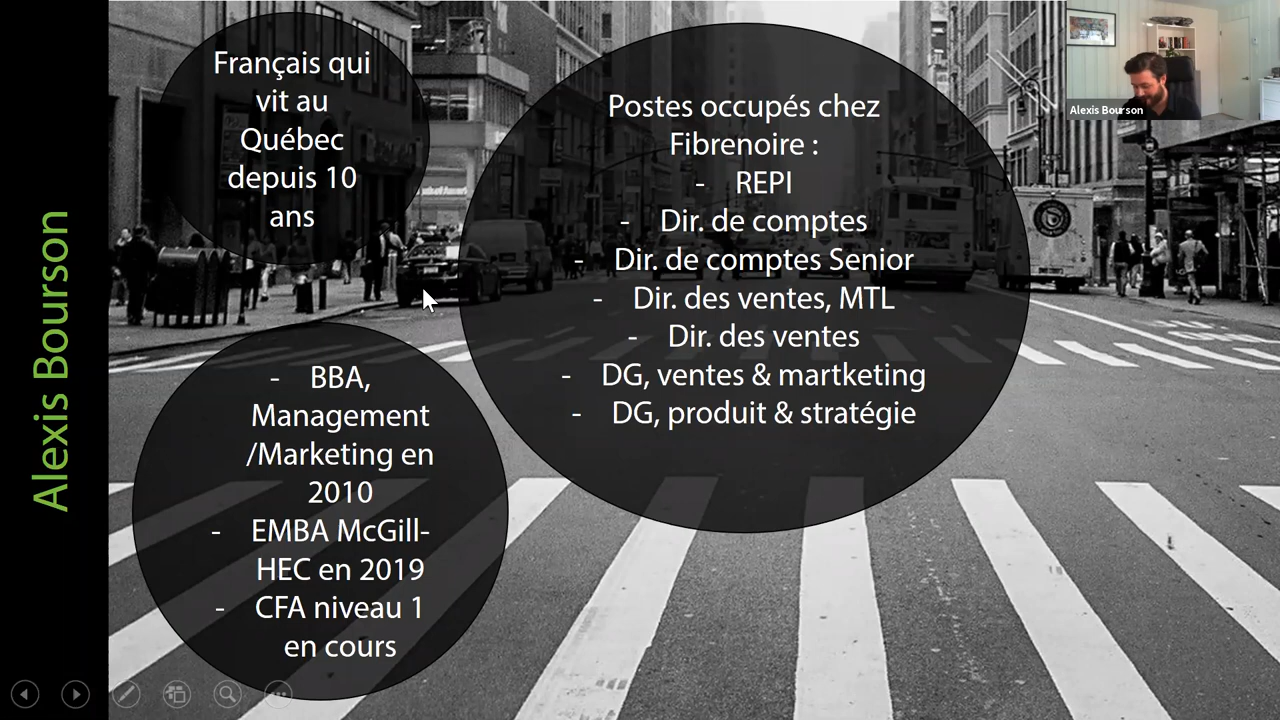 Alexis Bourson
Français qui
vit au
Québec
depuis 10
ans
- BBA,
Management
/Marketing en
2010
- EMBA McGill-
HEC en 2019
- CFA niveau 1
en cours
Postes occupés chez
Fibrenoire :
- REPI
- Dir. de comptes
- Dir. de comptes Senior
- Dir. des ventes, MTL
- Dir. des ventes
- DG, ventes & martketing
- DG, produit & stratégie
Alexis Bourson